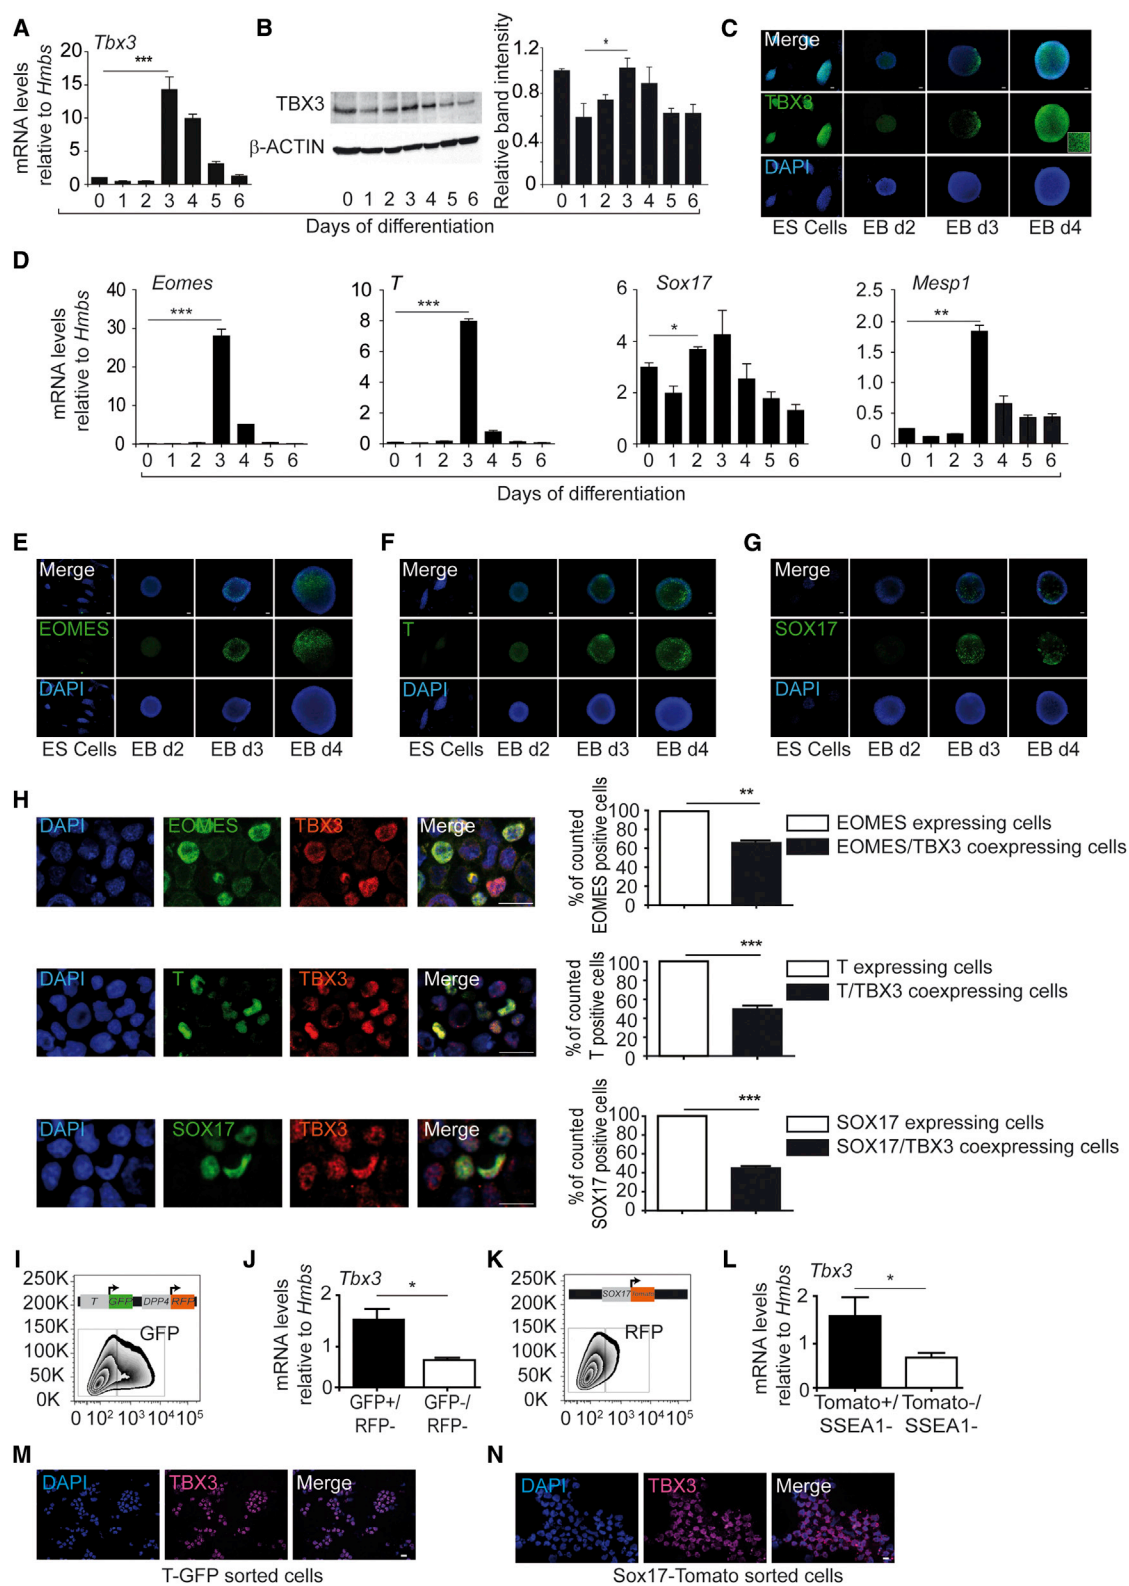 A
Tbx3
mRNA levels
relative to Hmbs
20
15
10
5
0
***
0 1 2 3 4 5 6
B
TBX3
β-ACTIN
0 1 2 3 4 5 6
Relative band intensity
1.2
0.8
0.4
0
*
0 1 2 3 4 5 6
Days of differentiation
C
Merge
TBX3
DAPI
ES Cells EB d2 EB d3 EB d4
D
mRNA levels
relative to Hmbs
Eomes
40
30
20
10
0
***
0 1 2 3 4 5 6
T
10
8
6
4
2
0
***
0 1 2 3 4 5 6
Sox17
6
4
2
0
*
0 1 2 3 4 5 6
Mesp1
2.5
2.0
1.5
1.0
0.5
0
**
0 1 2 3 4 5 6
Days of differentiation
E
Merge
EOMES
DAPI
ES Cells EB d2 EB d3 EB d4
F
Merge
T
DAPI
ES Cells EB d2 EB d3 EB d4
G
Merge
SOX17
DAPI
ES Cells EB d2 EB d3 EB d4
H
DAPI EOMES TBX3 Merge
% of counted
EOMES positive cells
100
80
60
40
20
0
**
EOMES expressing cells
EOMES/TBX3 coexpressing cells
DAPI T TBX3 Merge
% of counted
T positive cells
100
80
60
40
20
0
***
T expressing cells
T/TBX3 coexpressing cells
DAPI SOX17 TBX3 Merge
% of counted
SOX17 positive cells
100
80
60
40
20
0
***
SOX17 expressing cells
SOX17/TBX3 coexpressing cells
I
250K
200K
150K
100K
50K
0K
T GFP DPP4 RFP
GFP
0 10² 10³ 10⁴ 10⁵
J
Tbx3
mRNA levels
relative to Hmbs
2
1
0
*
GFP+/ GFP-/
RFP- RFP-
K
250K
200K
150K
100K
50K
0K
SOX17 Tomato
RFP
0 10² 10³ 10⁴ 10⁵
L
Tbx3
mRNA levels
relative to Hmbs
2
1
0
*
Tomato+/ Tomato-/
SSEA1- SSEA1-
M
DAPI TBX3 Merge
T-GFP sorted cells
N
DAPI TBX3 Merge
Sox17-Tomato sorted cells